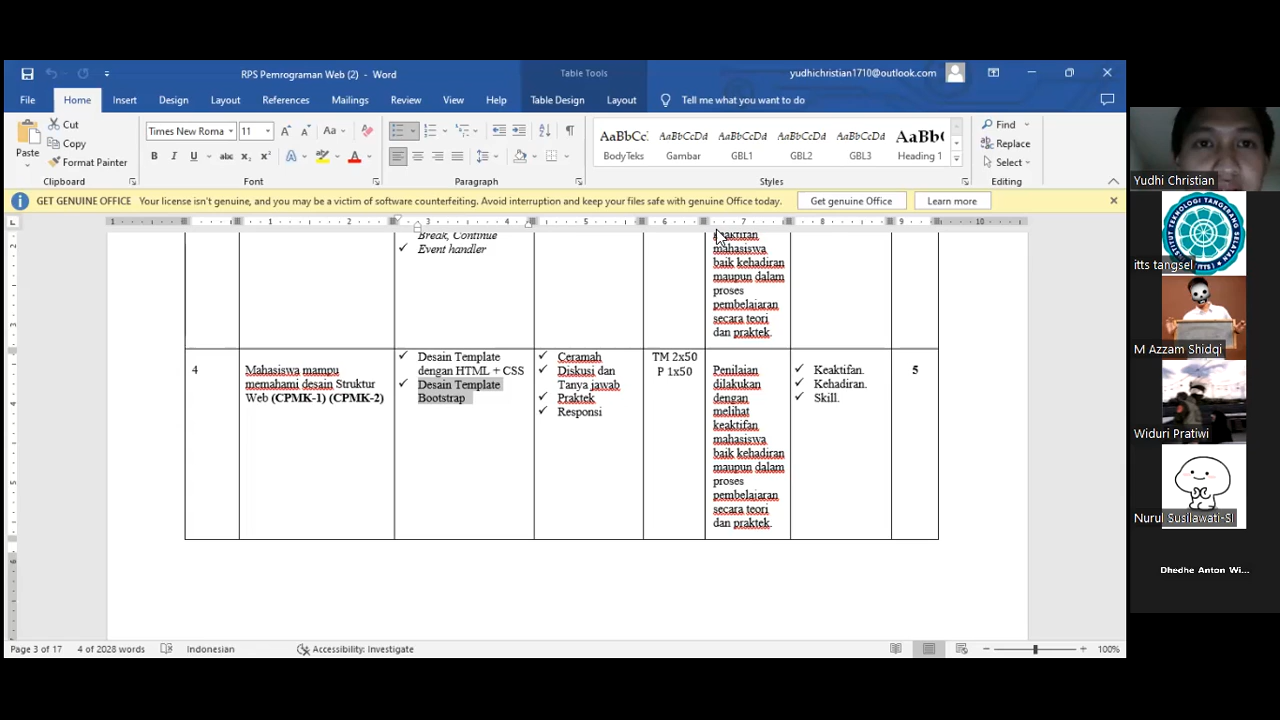 RPS Pemrograman Web (2) - Word
Table Tools
yudhichristian1710@outlook.com
File Home Insert Design Layout References Mailings Review View Help Table Design Layout Tell me what you want to do
Paste
Cut
Copy
Format Painter
Clipboard
Times New Roma 11
Font
Paragraph
AaBbCc. AaBbCcDd AaBbCcDd AaBbCcDd AaBbCcDd AaBbC
BodyTeks Gambar GBL1 GBL2 GBL3 Heading 1
Styles
Find
Replace
Select
Editing
GET GENUINE OFFICE Your license isn't genuine, and you may be a victim of software counterfeiting. Avoid interruption and keep your files safe with genuine Office today. Get genuine Office Learn more
Break, Continue
Event handler
keaktifan
mahasiswa
baik kehadiran
maupun dalam
proses
pembelajaran
secara teori
dan praktek.
4
Mahasiswa mampu
memahami desain Struktur
Web (CPMK-1) (CPMK-2)
Desain Template
dengan HTML + CSS
Desain Template
Bootstrap
Ceramah
Diskusi dan
Tanya jawab
Praktek
Responsi
TM 2x50
P 1x50
Penilaian
dilakukan
dengan
melihat
keaktifan
mahasiswa
baik kehadiran
maupun dalam
proses
pembelajaran
secara teori
dan praktek.
Keaktifan.
Kehadiran.
Skill.
5
Page 3 of 17 4 of 2028 words Indonesian Accessibility: Investigate 100%
Yudhi Christian
INSTITUT TEKNOLOGI TANGERANG SELATAN
itts tangsel
M Azzam Shidqi
Widuri Pratiwi
Nurul Susilawati-SI
Dhedhe Anton Wi...